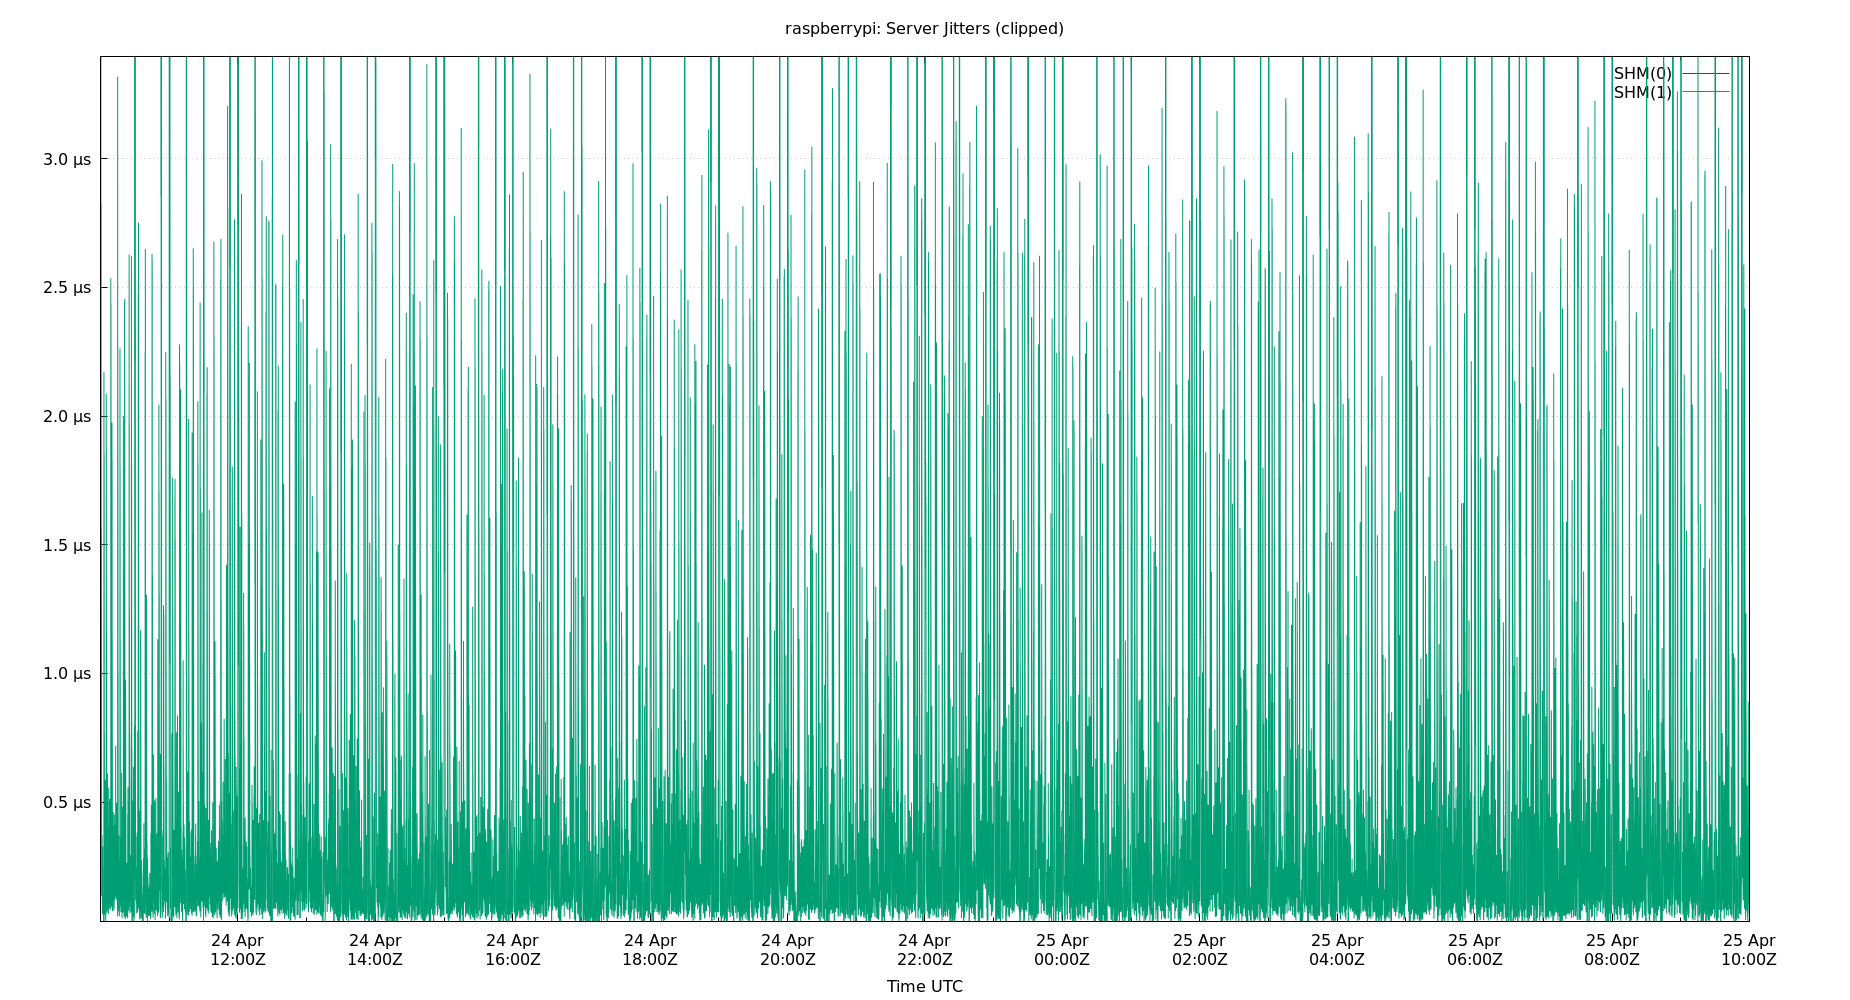 raspberrypi: Server Jitters (clipped)
SHM(0)
SHM(1)
3.0 µs
2.5 µs
2.0 µs
1.5 µs
1.0 µs
0.5 µs
24 Apr 24 Apr 24 Apr 24 Apr 24 Apr 24 Apr 25 Apr 25 Apr 25 Apr 25 Apr 25 Apr 25 Apr
12:00Z 14:00Z 16:00Z 18:00Z 20:00Z 22:00Z 00:00Z 02:00Z 04:00Z 06:00Z 08:00Z 10:00Z
Time UTC